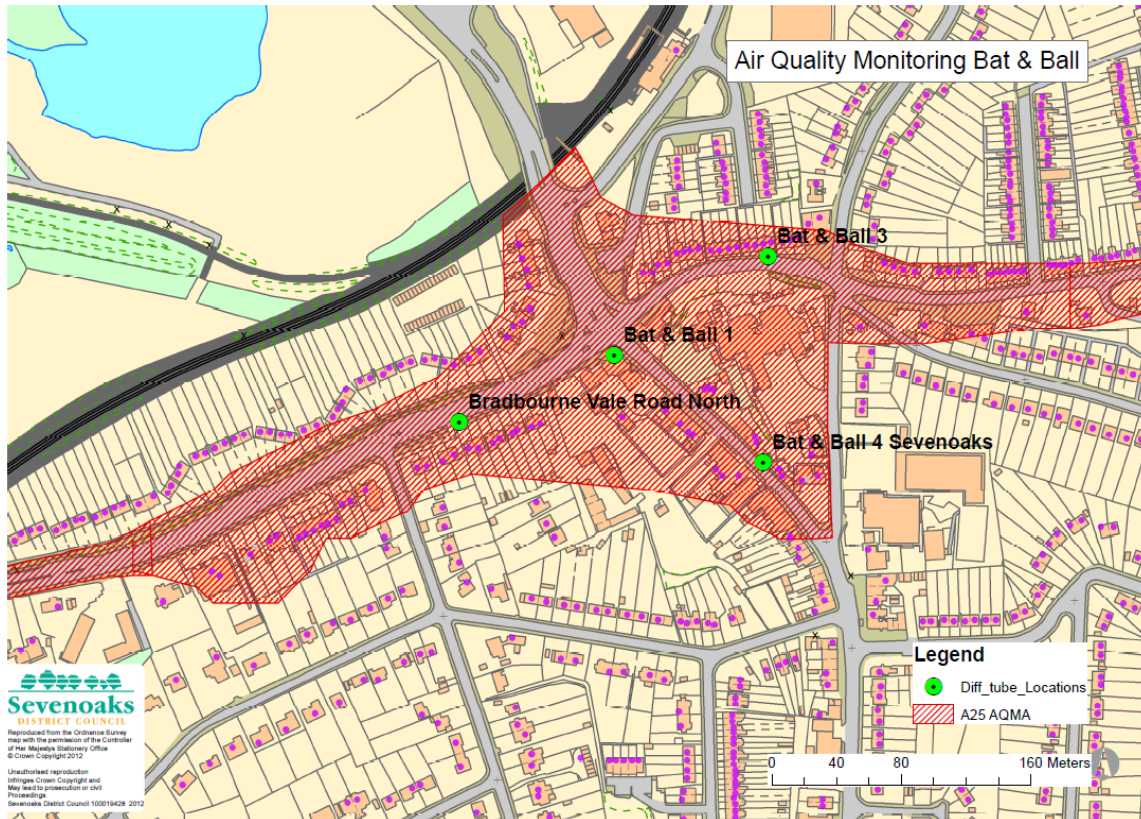 Air Quality Monitoring Bat & Ball
Bat & Ball 3
Bat & Ball 1
Bradbourne Vale Road North
Bat & Ball 4 Sevenoaks
Legend
Diff_tube_Locations
A25 AQMA
0 40 80 160 Meters
Sevenoaks
DISTRICT COUNCIL
Reproduced from the Ordnance Survey
map with the permission of the Controller
of Her Majestys Stationery Office
© Crown Copyright 2012
Unauthorised reproduction
Infringes Crown Copyright and
May lead to prosecution or civil
Proceedings
Sevenoaks District Council 100019428 2012